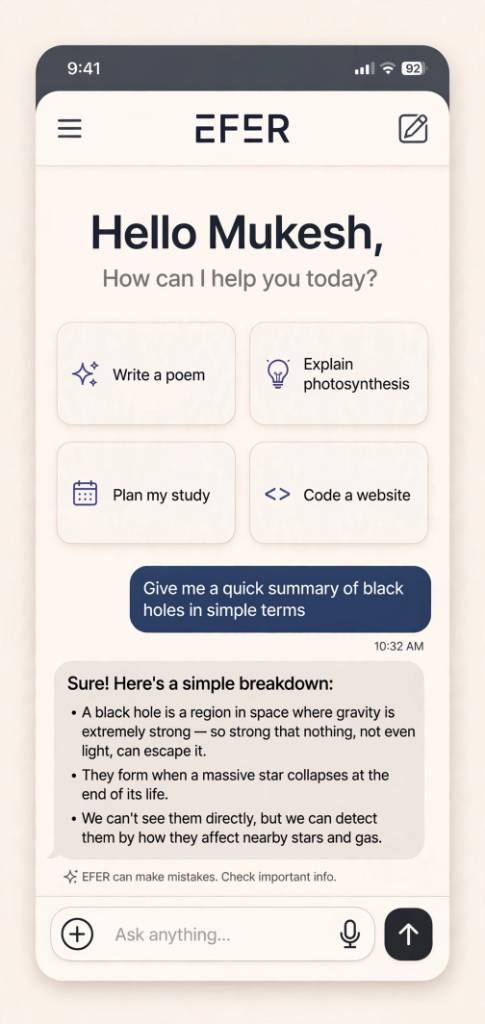 9:41
92
EFER
Hello Mukesh,
How can I help you today?
Write a poem
Explain
photosynthesis
Plan my study
<> Code a website
Give me a quick summary of black
holes in simple terms
10:32 AM
Sure! Here's a simple breakdown:
• A black hole is a region in space where gravity is
extremely strong — so strong that nothing, not even
light, can escape it.
• They form when a massive star collapses at the
end of its life.
• We can't see them directly, but we can detect
them by how they affect nearby stars and gas.
EFER can make mistakes. Check important info.
Ask anything...